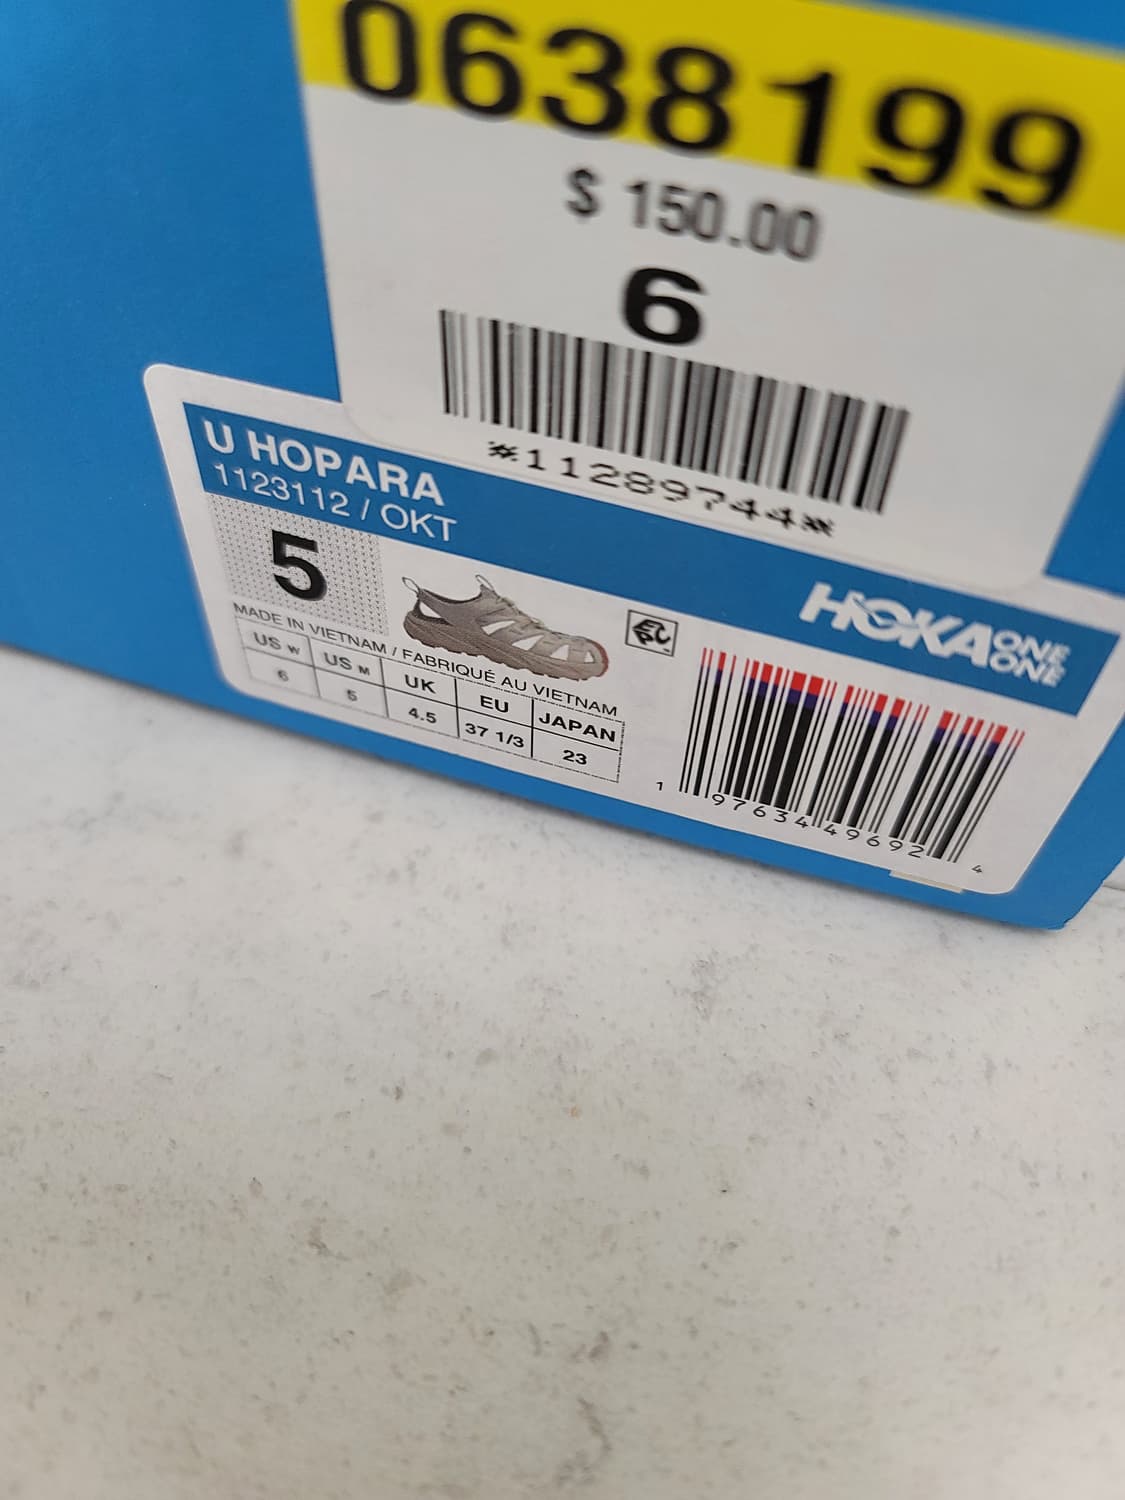 0638199
$ 150.00
6
*11289744*
U HOPARA
1123112 / OKT
5
HOKA ONE ONE
MADE IN VIETNAM / FABRIQUÉ AU VIETNAM
US W US M UK EU JAPAN
6 5 4.5 37 1/3 23
1 97634 49692 4